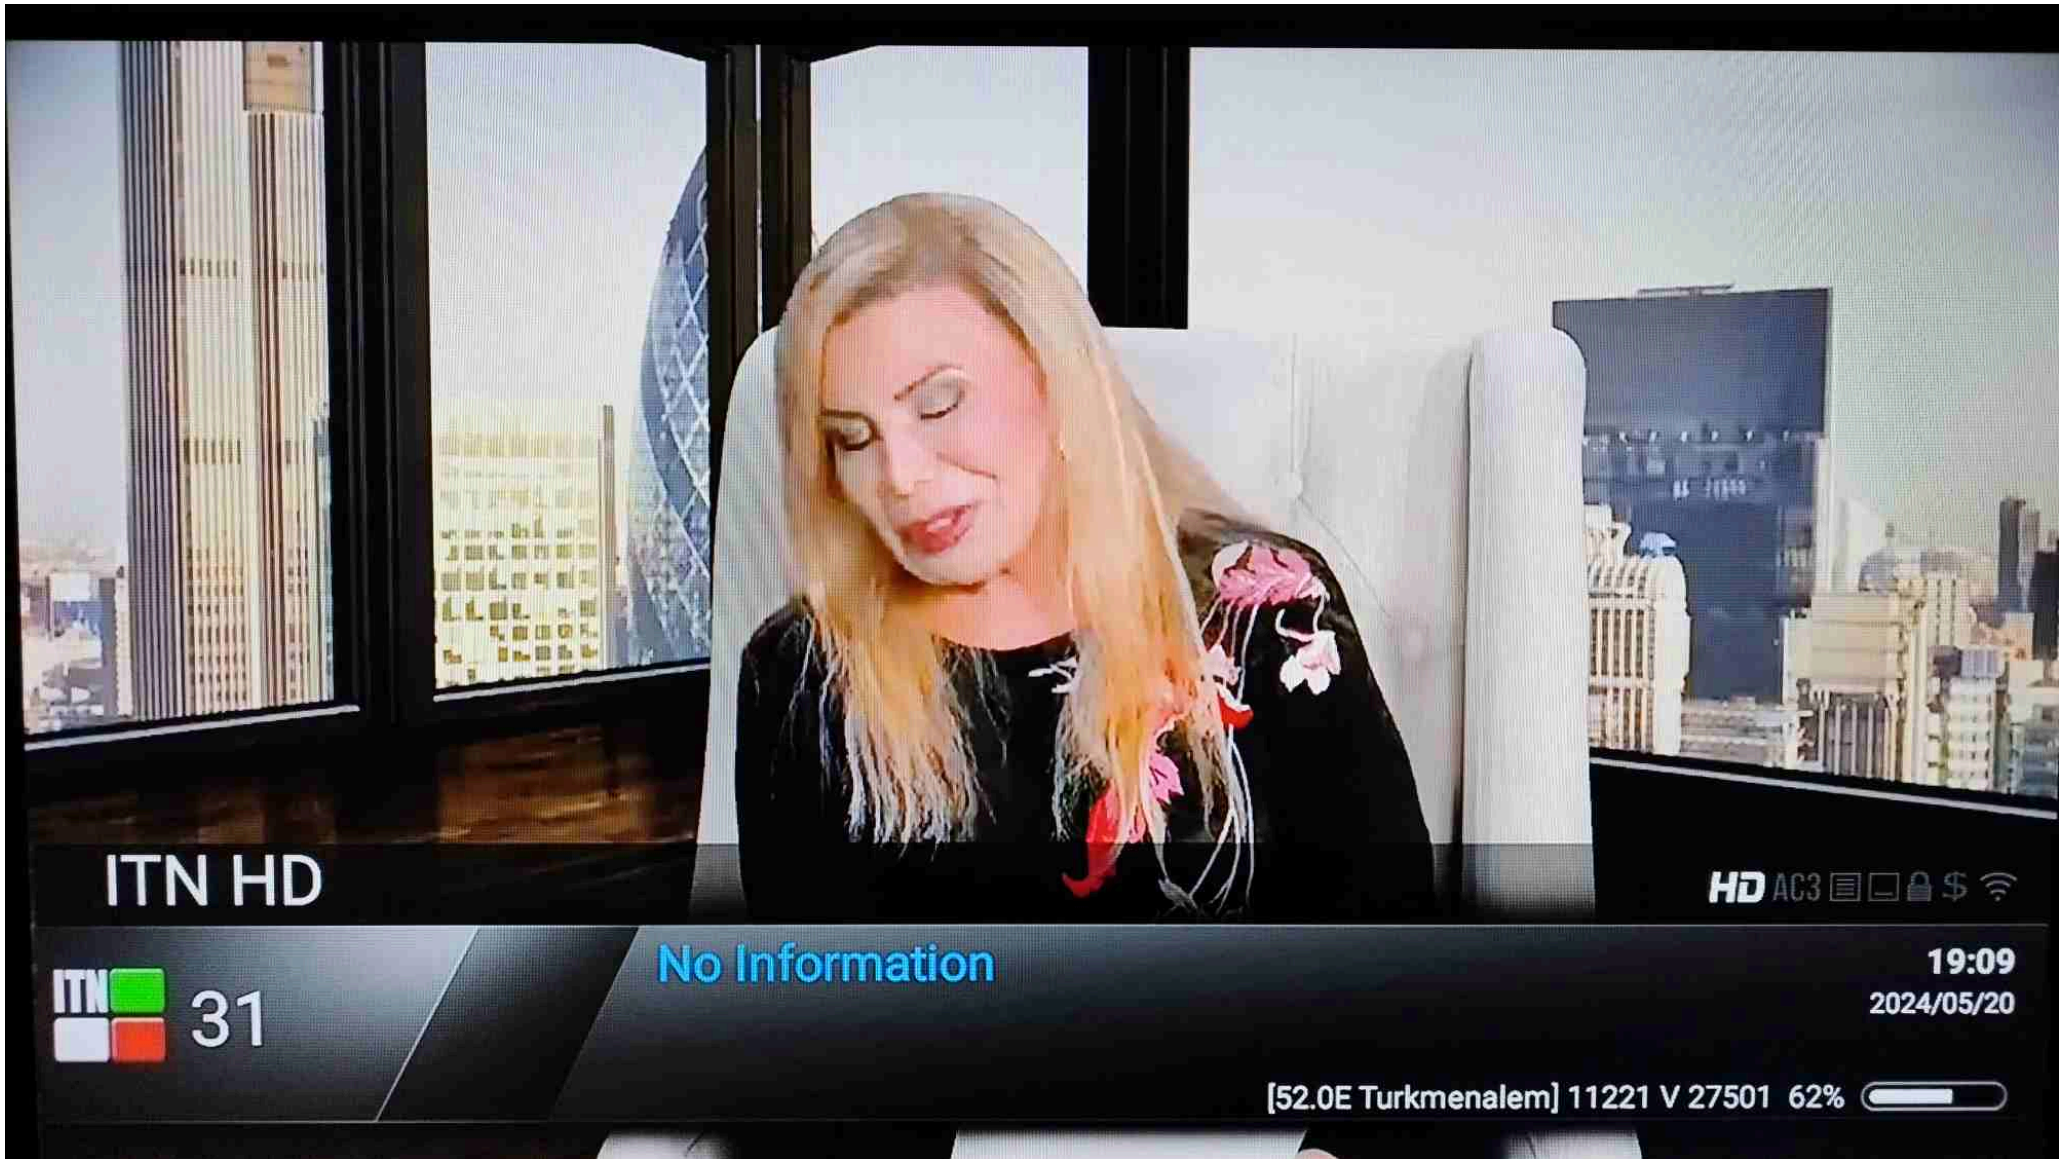 ITN HD
HD AC3 $
ITN
31
No Information
19:09
2024/05/20
[52.0E Turkmenalem] 11221 V 27501 62%